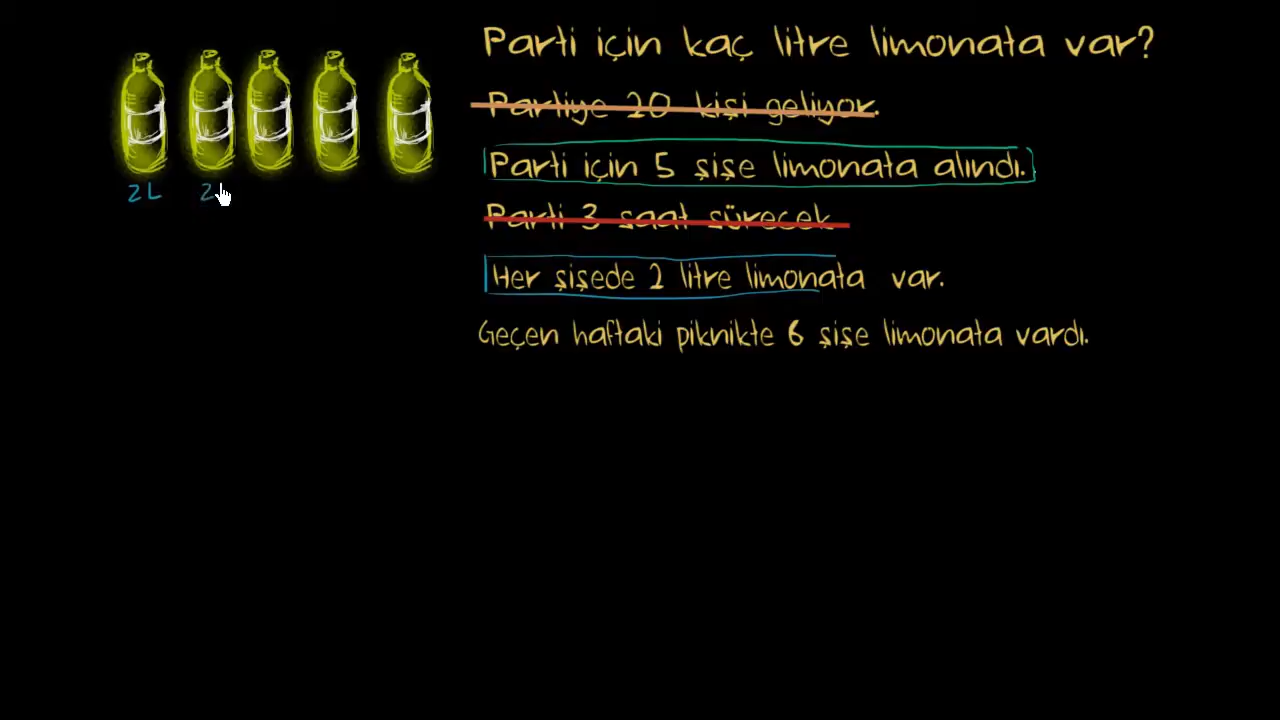 Parti için kaç litre limonata var?
Partiye 20 kişi geliyor.
Parti için 5 şişe limonata alındı.
Parti 3 saat sürecek
Her şişede 2 litre limonata var.
Geçen haftaki piknikte 6 şişe limonata vardı.
2L 2